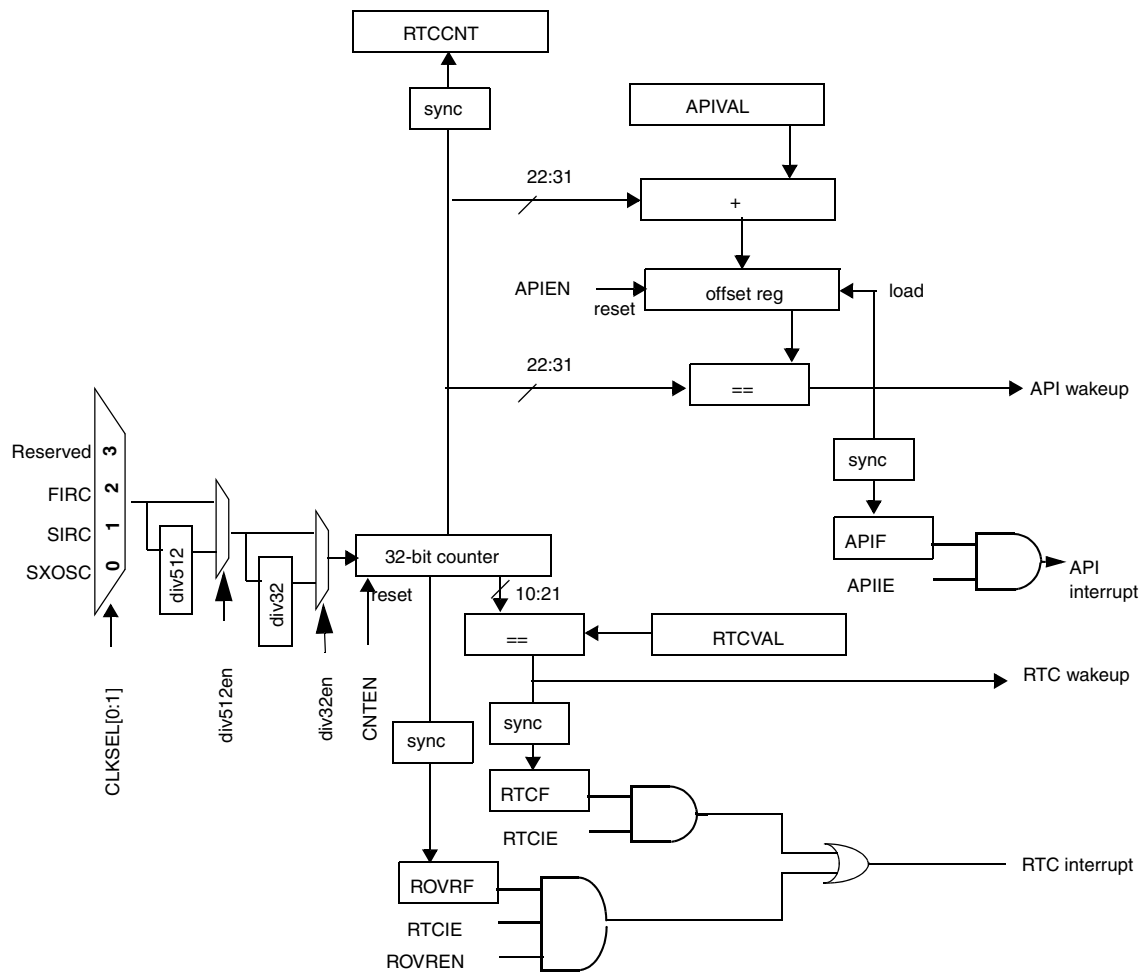 RTCCNT
sync
APIVAL
22:31
+
APIEN
reset
offset reg
load
22:31
==
API wakeup
Reserved
3
FIRC
2
SIRC
1
SXOSC
0
sync
div512
div32
32-bit counter
reset
10:21
APIF
APIIE
API
interrupt
==
RTCVAL
CLKSEL[0:1]
div512en
div32en
CNTEN
RTC wakeup
sync
sync
RTCF
RTCIE
ROVRF
RTCIE
ROVREN
RTC interrupt